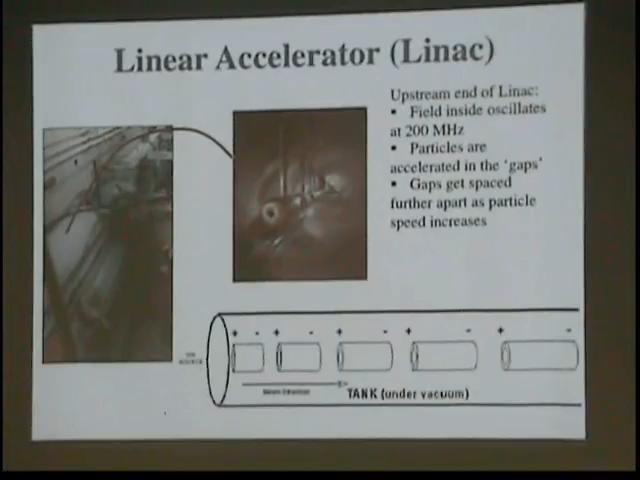 Linear Accelerator (Linac)
Upstream end of Linac:
• Field inside oscillates
at 200 MHz
• Particles are
accelerated in the 'gaps'
• Gaps get spaced
further apart as particle
speed increases
+ - + - + - + - + -
TANK (under vacuum)